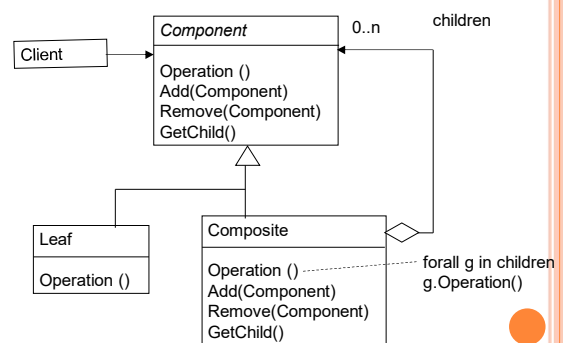 Component
0..n
children
Client
Operation ()
Add(Component)
Remove(Component)
GetChild()
Leaf
Operation ()
Composite
Operation ()
Add(Component)
Remove(Component)
GetChild()
forall g in children
g.Operation()